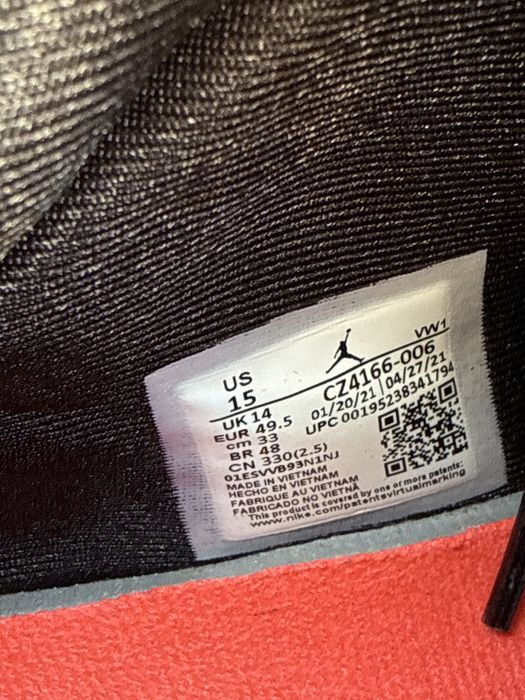 US
15
VW1
CZ4166-006
UK 14
01/20/21 | 04/27/21
EUR 49.5
UPC 00195238341794
cm 33
BR 48
CN 330(2.5)
01ESVVB93N1NJ
MADE IN VIETNAM
HECHO EN VIETNAM
FABRIQUE AU VIETNAM
FABRICADO NO VIETNÃ
This product is covered by one or more patents:
www.nike.com/patentsvirtualmarking